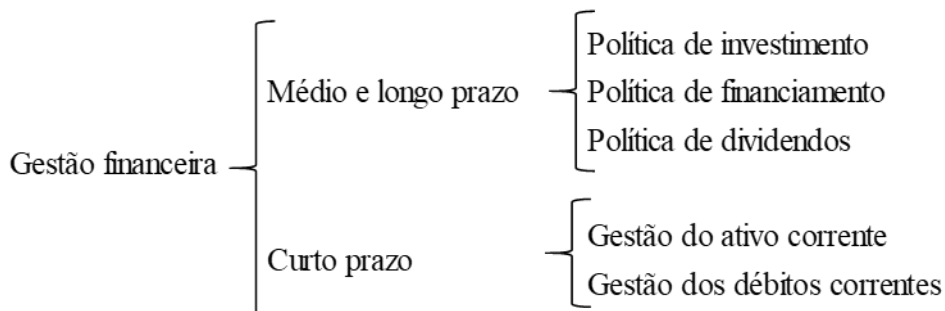 Gestão financeira
Médio e longo prazo
Política de investimento
Política de financiamento
Política de dividendos
Curto prazo
Gestão do ativo corrente
Gestão dos débitos correntes